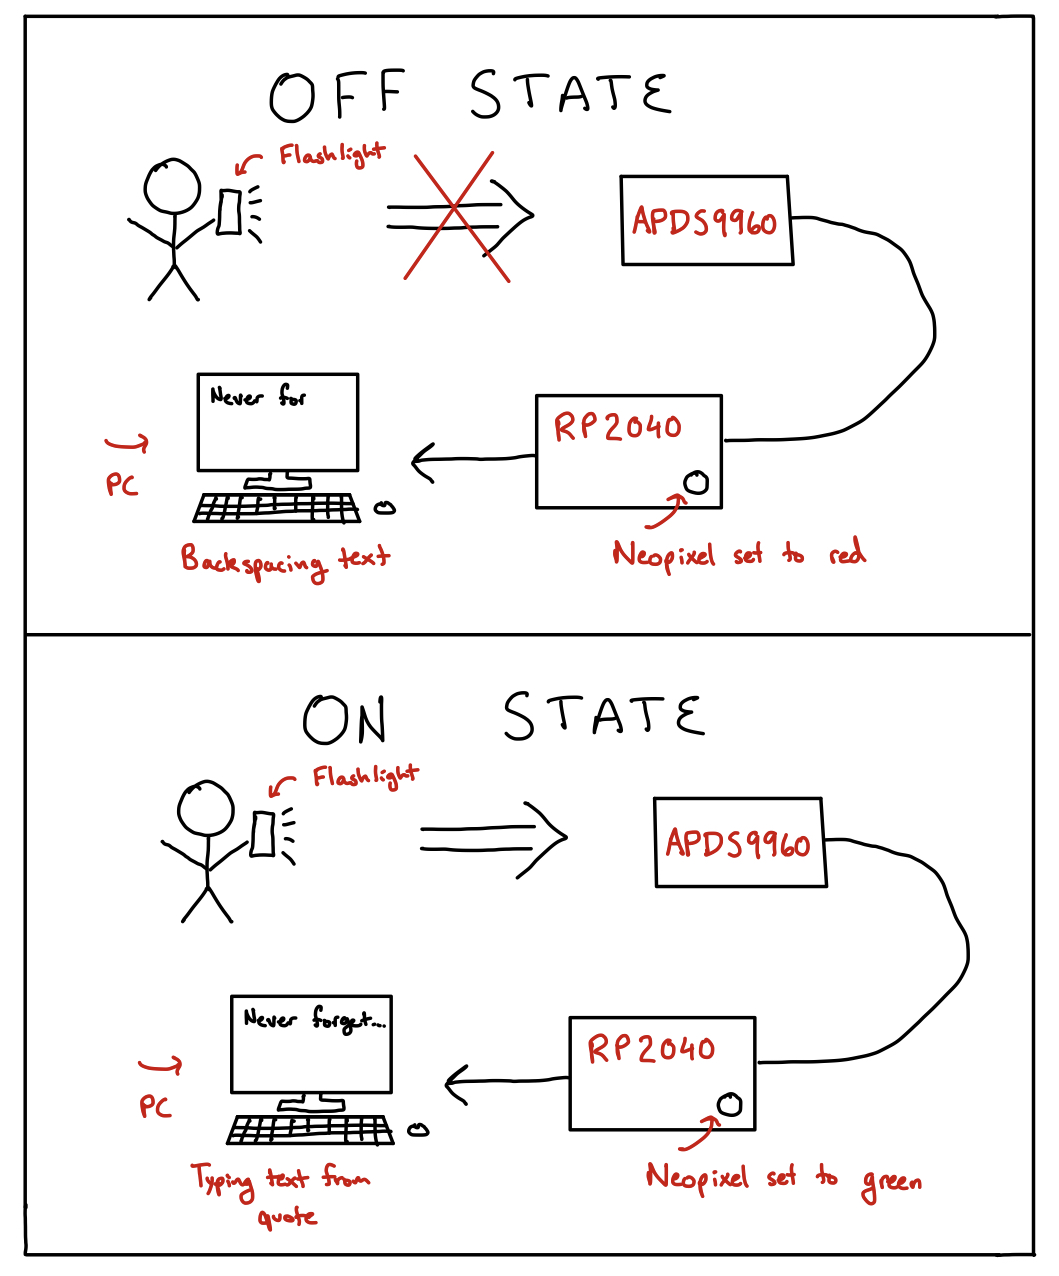 OFF STATE
Flashlight
APDS9960
Never for
RP2040
PC
Backspacing text
Neopixel set to red
ON STATE
Flashlight
APDS9960
Never forget...
RP2040
PC
Typing text from
quote
Neopixel set to green